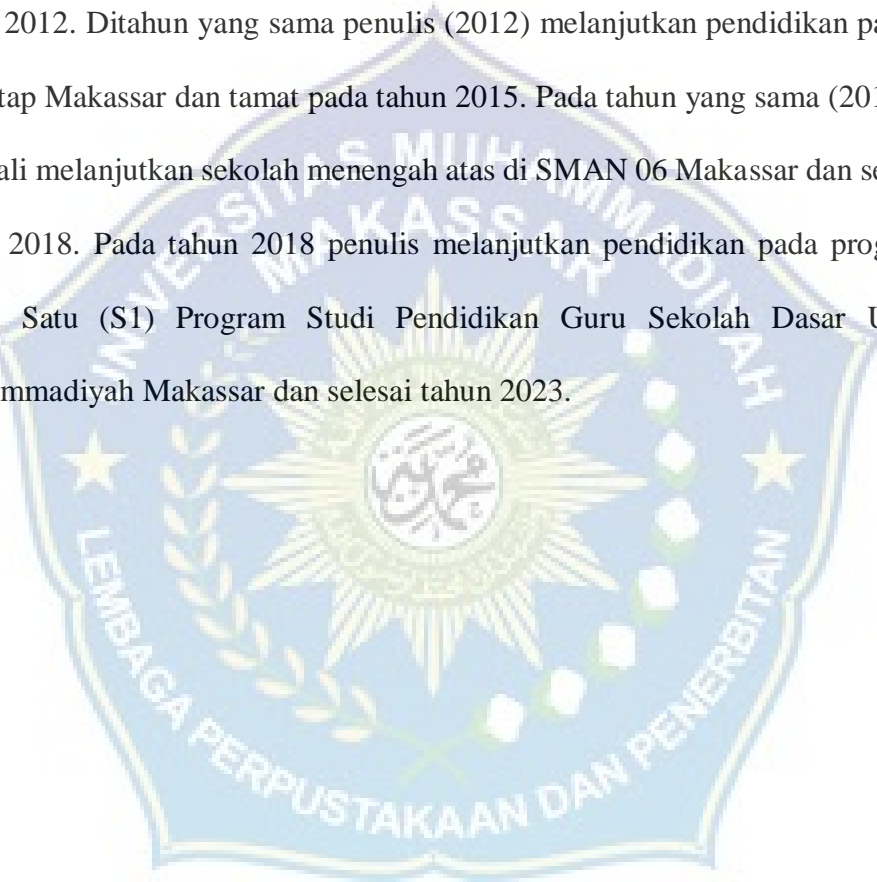 2012. Ditahun yang sama penulis (2012) melanjutkan pendidikan pa
tap Makassar dan tamat pada tahun 2015. Pada tahun yang sama (201
ali melanjutkan sekolah menengah atas di SMAN 06 Makassar dan se
2018. Pada tahun 2018 penulis melanjutkan pendidikan pada prog
Satu (S1) Program Studi Pendidikan Guru Sekolah Dasar U
mmadiyah Makassar dan selesai tahun 2023.
UNIVERSITAS MUHAMMADIYAH
MAKASSAR
LEMBAGA PERPUSTAKAAN DAN PENERBITAN